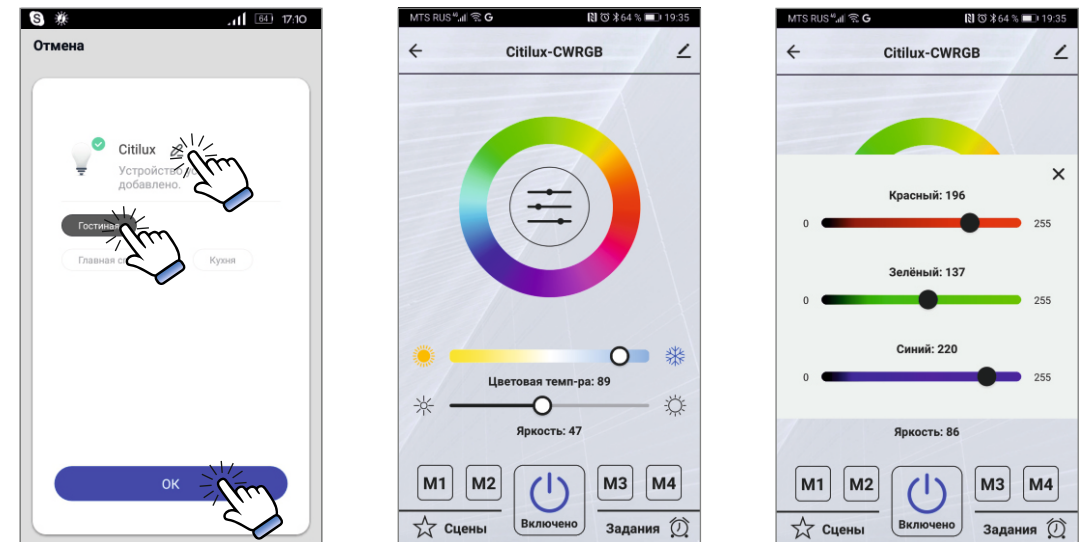 64 17:10
Отмена
Citilux
Устройство
добавлено.
Гостиная
Главная
Кухня
OK
MTS RUS 64 % 19:35
Citilux-CWRGB
Цветовая темп-ра: 89
Яркость: 47
M1 M2 M3 M4
Включено
Сцены Задания
MTS RUS 64 % 19:35
Citilux-CWRGB
Красный: 196
0 255
Зелёный: 137
0 255
Синий: 220
0 255
Яркость: 86
M1 M2 M3 M4
Включено
Сцены Задания